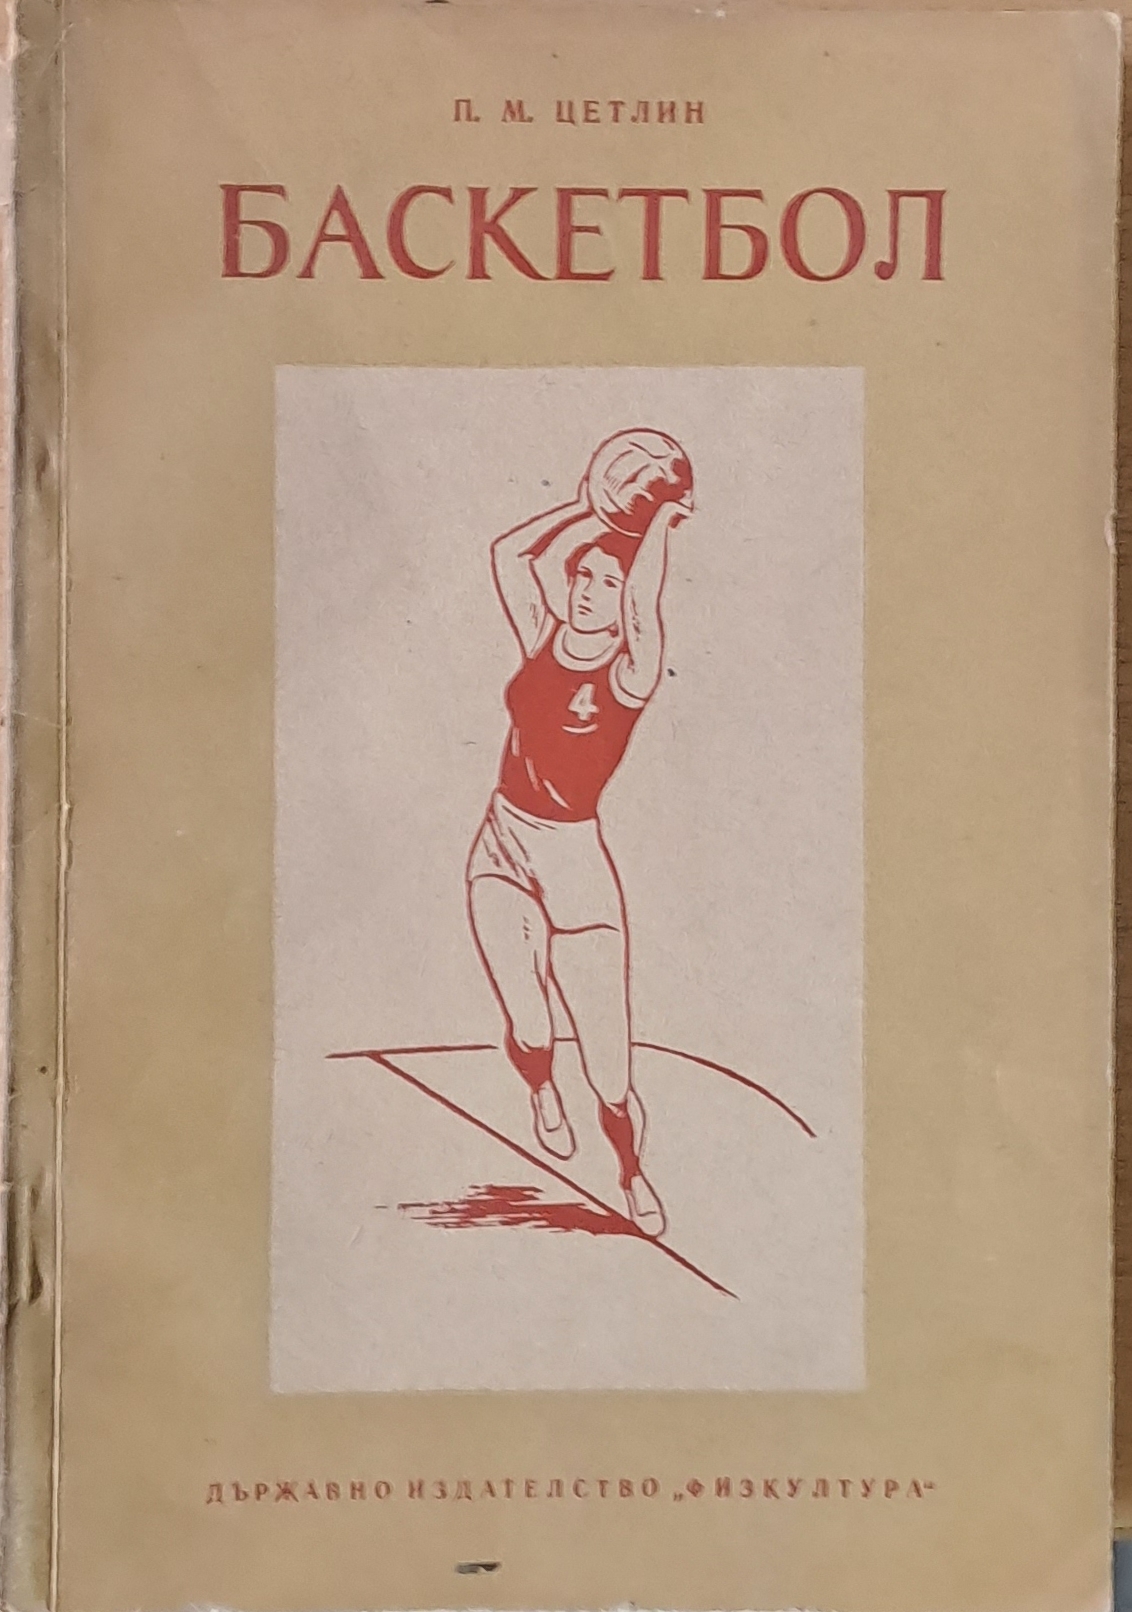 П. М. ЦЕТЛИН
БАСКЕТБОЛ
4
ДЪРЖАВНО ИЗДАТЕЛСТВО „ФИЗКУЛТУРА“